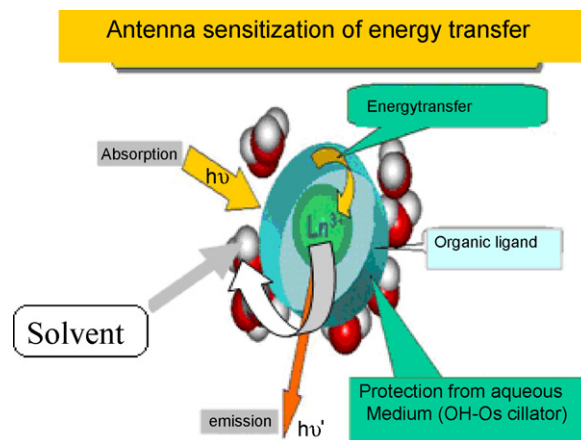 Antenna sensitization of energy transfer
Energytransfer
Absorption
hυ
Ln3+
Organic ligand
Solvent
Protection from aqueous
Medium (OH-Os cillator)
emission
hυ'